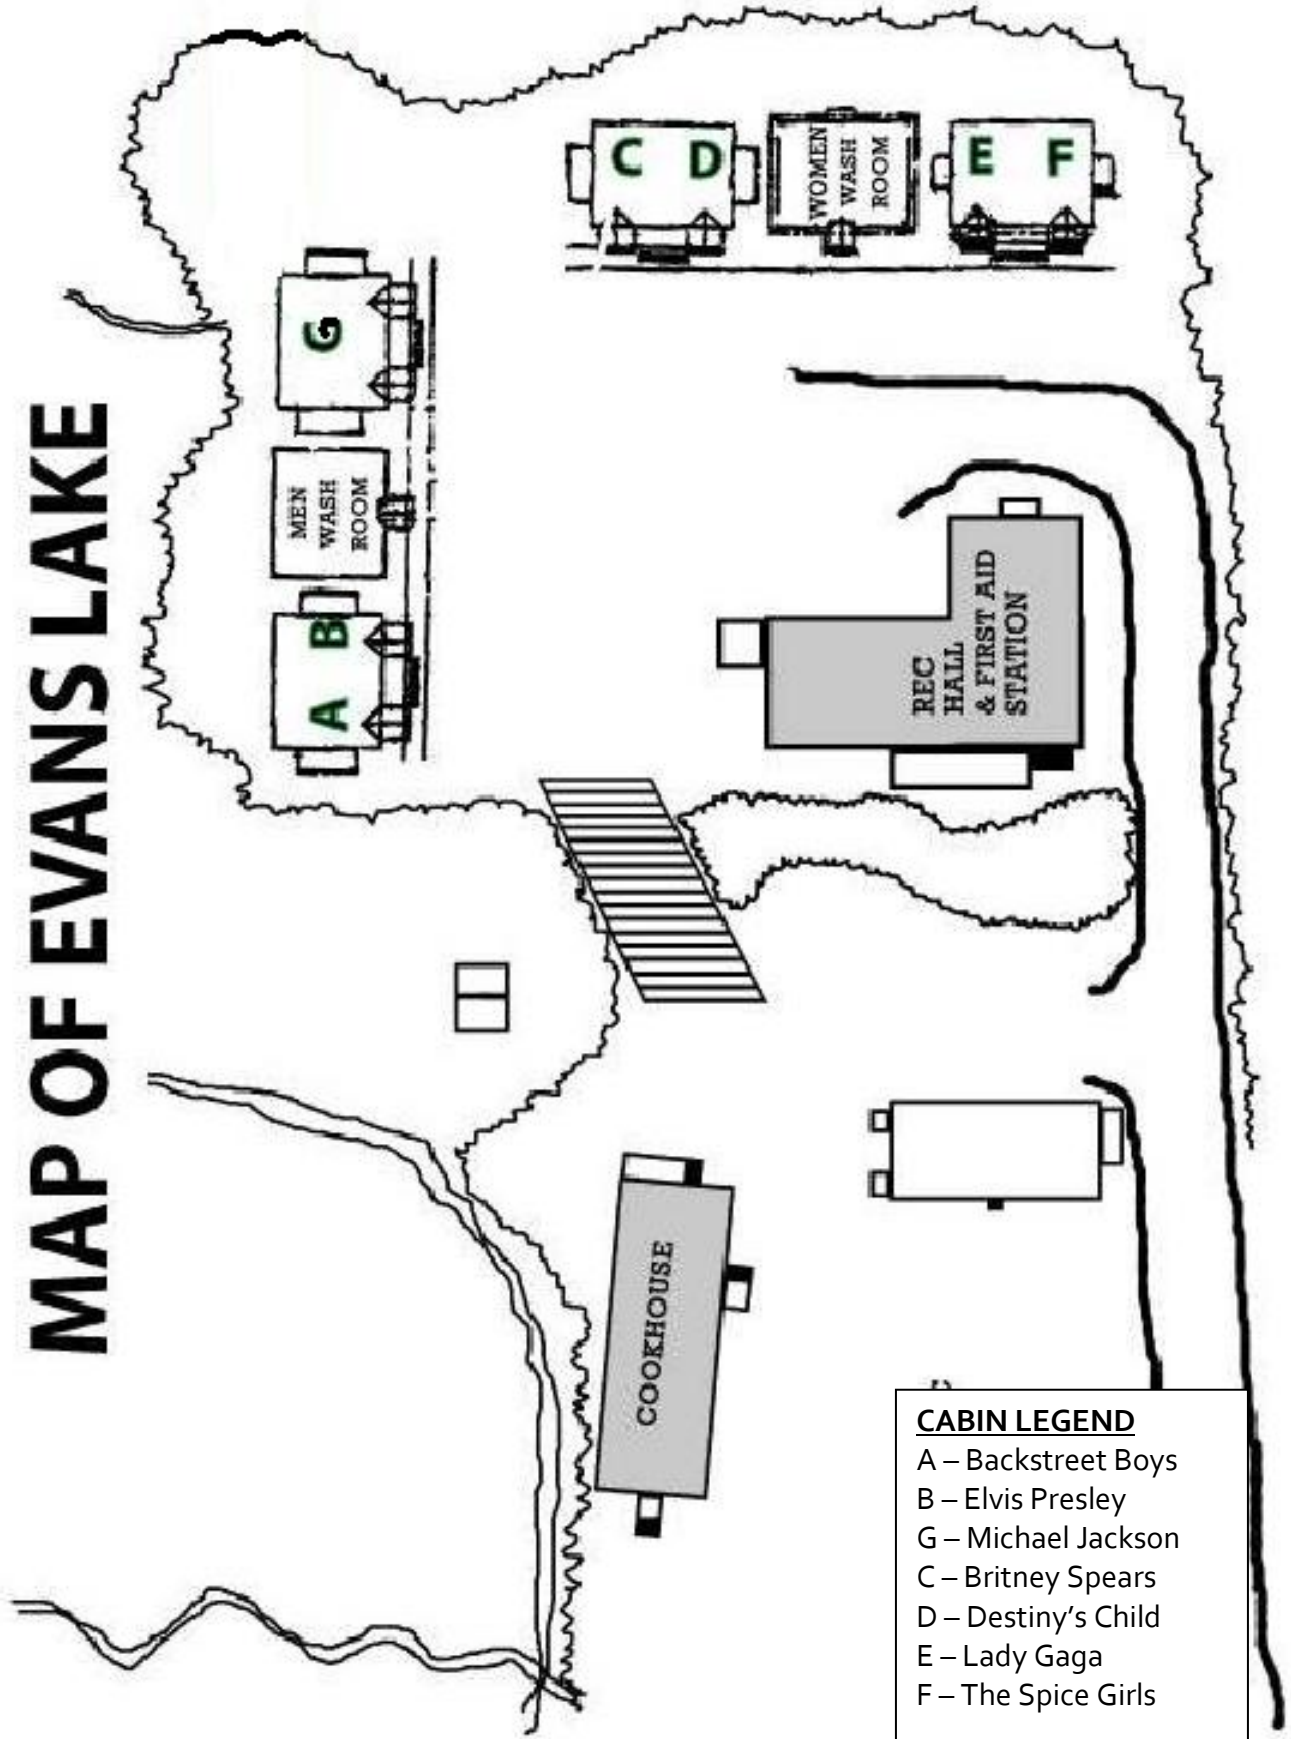 MAP OF EVANS LAKE
C
D
WOMEN
WASH
ROOM
E
F
G
MEN
WASH
ROOM
B
A
REC
HALL
& FIRST AID
STATION
COOKHOUSE
CABIN LEGEND
A – Backstreet Boys
B – Elvis Presley
G – Michael Jackson
C – Britney Spears
D – Destiny’s Child
E – Lady Gaga
F – The Spice Girls